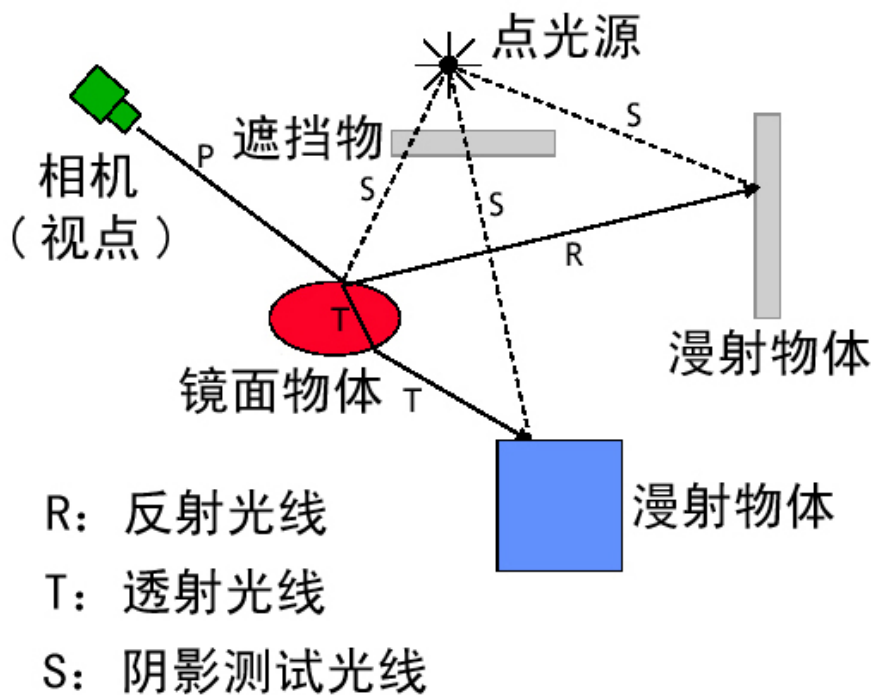 点光源
S
遮挡物
P
相机
（视点）
S
S
R
T
镜面物体
T
漫射物体
漫射物体
R：反射光线
T：透射光线
S：阴影测试光线